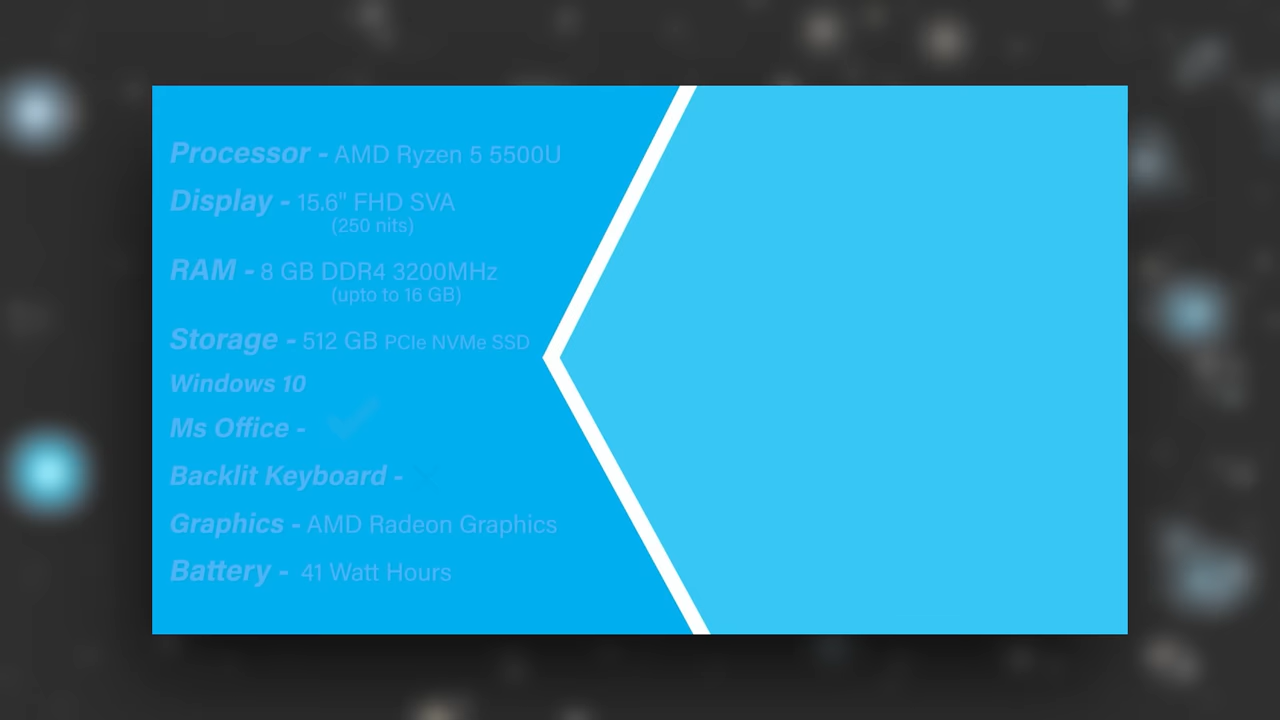 Processor - AMD Ryzen 5 5500U
Display - 15.6" FHD SVA
(250 nits)
RAM - 8 GB DDR4 3200MHz
(upto to 16 GB)
Storage - 512 GB PCIe NVMe SSD
Windows 10
Ms Office -
Backlit Keyboard -
Graphics - AMD Radeon Graphics
Battery - 41 Watt Hours